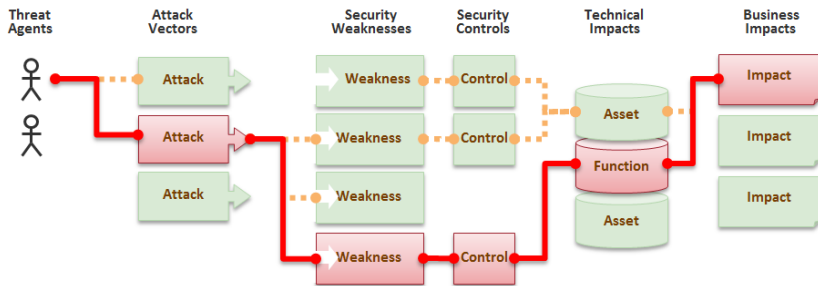 Threat Agents
Attack Vectors
Security Weaknesses
Security Controls
Technical Impacts
Business Impacts
Attack
Weakness
Control
Impact
Asset
Attack
Weakness
Control
Impact
Function
Attack
Weakness
Impact
Asset
Weakness
Control